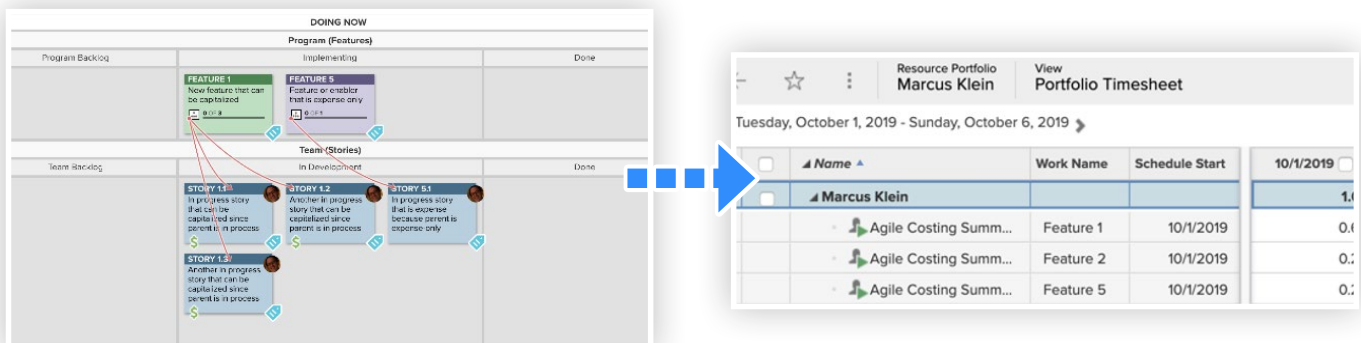 DOING NOW
Program (Features)
Program Backlog
Implementing
Done
FEATURE 1
New feature that can
be capitalized
0 OF 3
FEATURE 5
Feature or enabler
that is expense only
0 OF 1
Team (Stories)
Team Backlog
In Development
Done
STORY 1.1
In progress story
that can be
capitalized since
parent is in process
$
STORY 1.2
Another in progress
story that can be
capitalized since
parent is in process
$
STORY 5.1
In progress story
that is expense
because parent is
expense only
STORY 1.3
Another in progress
story that can be
capitalized since
parent is in process
$
Resource Portfolio
Marcus Klein
View
Portfolio Timesheet
Tuesday, October 1, 2019 - Sunday, October 6, 2019
Name Work Name Schedule Start 10/1/2019
Marcus Klein
Agile Costing Summ... Feature 1 10/1/2019
Agile Costing Summ... Feature 2 10/1/2019
Agile Costing Summ... Feature 5 10/1/2019